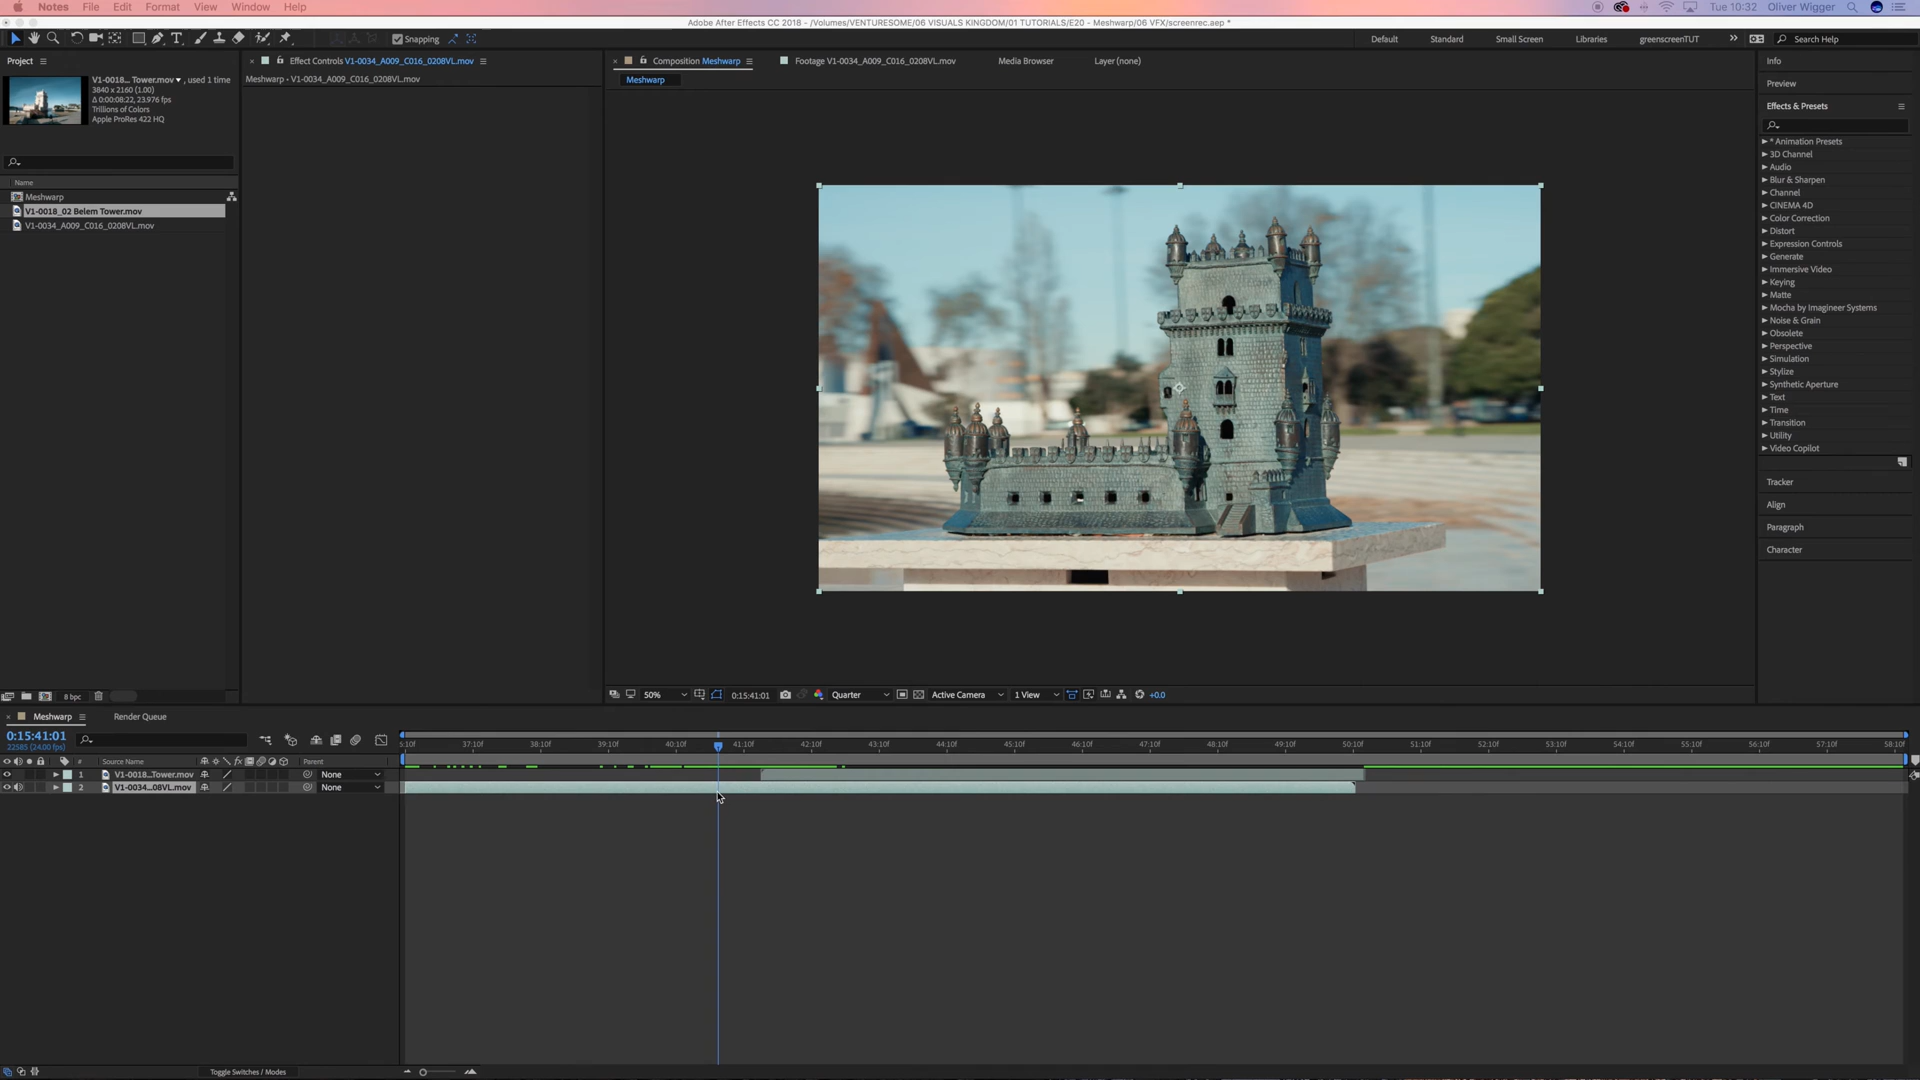 Notes File Edit Format View Window Help
Tue 10:32 Oliver Wigger
Adobe After Effects CC 2018 - /Volumes/VENTURESOME/06 VISUALS KINGDOM/01 TUTORIALS/E20 - Meshwarp/06 VFX/screenrec.aep *
Snapping
Default Standard Small Screen Libraries greenscreenTUT Search Help
Project
V1-0018... Tower.mov , used 1 time
3840 x 2160 (1.00)
Δ 0:00:08:22, 23.976 fps
Trillions of Colors
Apple ProRes 422 HQ
Name
Meshwarp
V1-0018_02 Belem Tower.mov
V1-0034_A009_C016_0208VL.mov
8 bpc
Effect Controls V1-0034_A009_C016_0208VL.mov
Meshwarp • V1-0034_A009_C016_0208VL.mov
Composition Meshwarp Footage V1-0034_A009_C016_0208VL.mov Media Browser Layer (none)
Meshwarp
50% 0:15:41:01 Quarter Active Camera 1 View +0.0
Info
Preview
Effects & Presets
* Animation Presets
3D Channel
Audio
Blur & Sharpen
Channel
CINEMA 4D
Color Correction
Distort
Expression Controls
Generate
Immersive Video
Keying
Matte
Mocha by Imagineer Systems
Noise & Grain
Obsolete
Perspective
Simulation
Stylize
Synthetic Aperture
Text
Time
Transition
Utility
Video Copilot
Tracker
Align
Paragraph
Character
Meshwarp Render Queue
0:15:41:01
22585 (24.00 fps)
# Source Name Parent
1 V1-0018...Tower.mov None
2 V1-0034...08VL.mov None
37:10f 38:10f 39:10f 40:10f 41:10f 42:10f 43:10f 44:10f 45:10f 46:10f 47:10f 48:10f 49:10f 50:10f 51:10f 52:10f 53:10f 54:10f 55:10f 56:10f 57:10f 58:10f
Toggle Switches / Modes